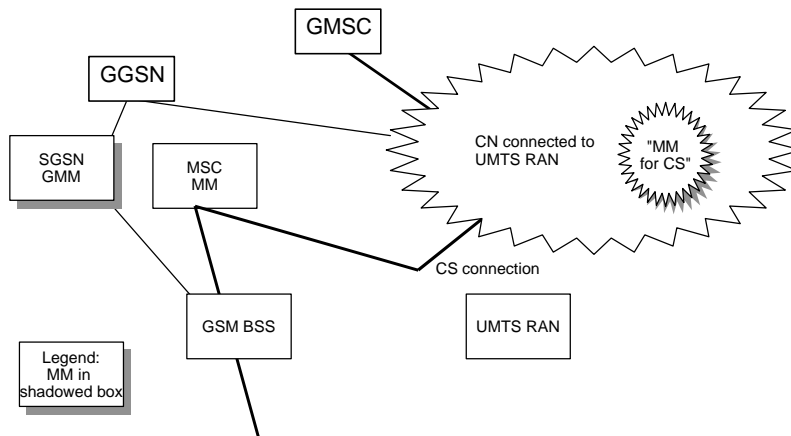 GMSC
GGSN
CN connected to
UMTS RAN
"MM
for CS"
SGSN
GMM
MSC
MM
CS connection
GSM BSS
UMTS RAN
Legend:
MM in
shadowed box